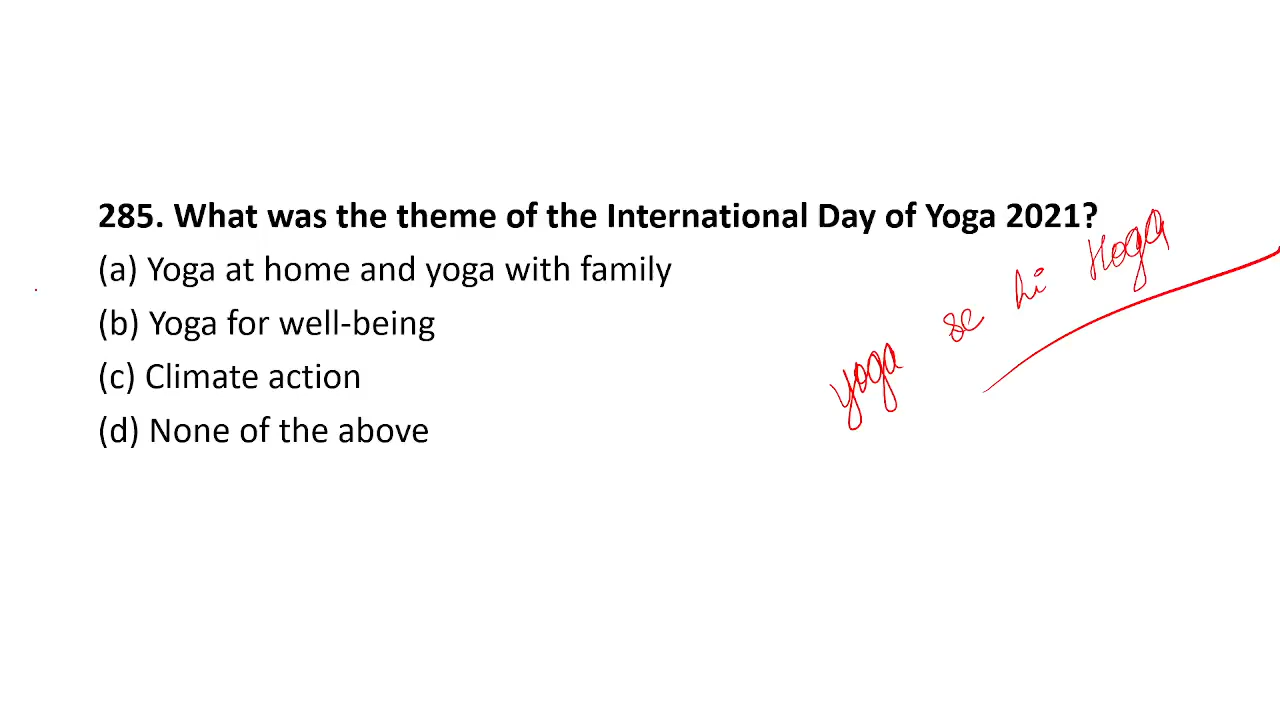 285. What was the theme of the International Day of Yoga 2021?
(a) Yoga at home and yoga with family
(b) Yoga for well-being
(c) Climate action
(d) None of the above
yoga se hi Hoga